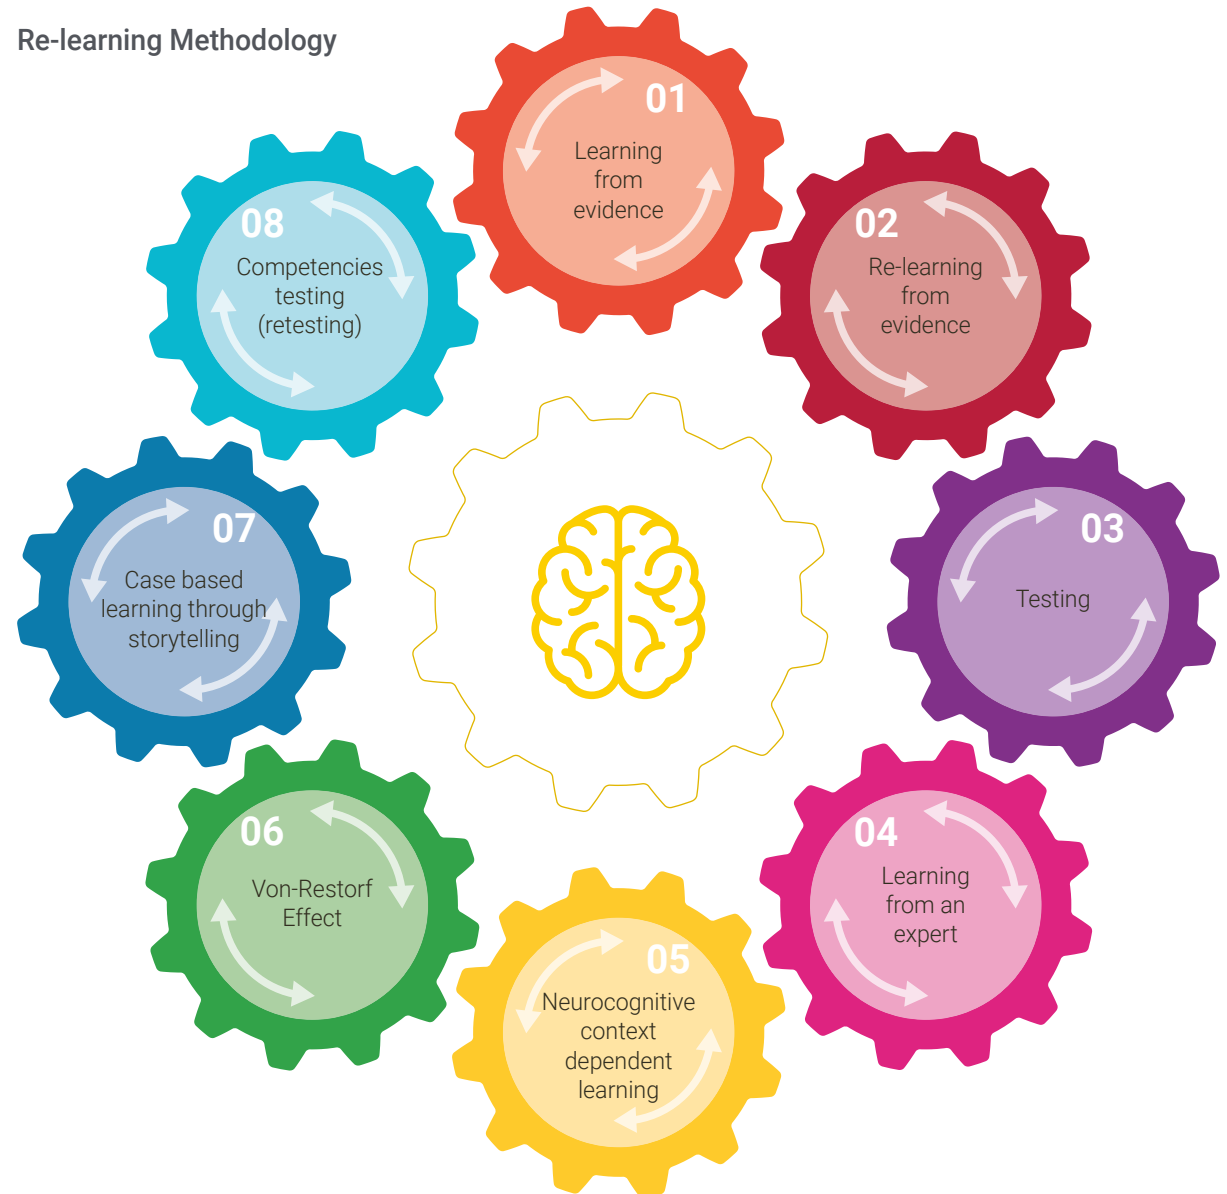 Re-learning Methodology
01
Learning
from
evidence
02
Re-learning
from
evidence
03
Testing
04
Learning
from an
expert
05
Neurocognitive
context
dependent
learning
06
Von-Restorf
Effect
07
Case based
learning through
storytelling
08
Competencies
testing
(retesting)